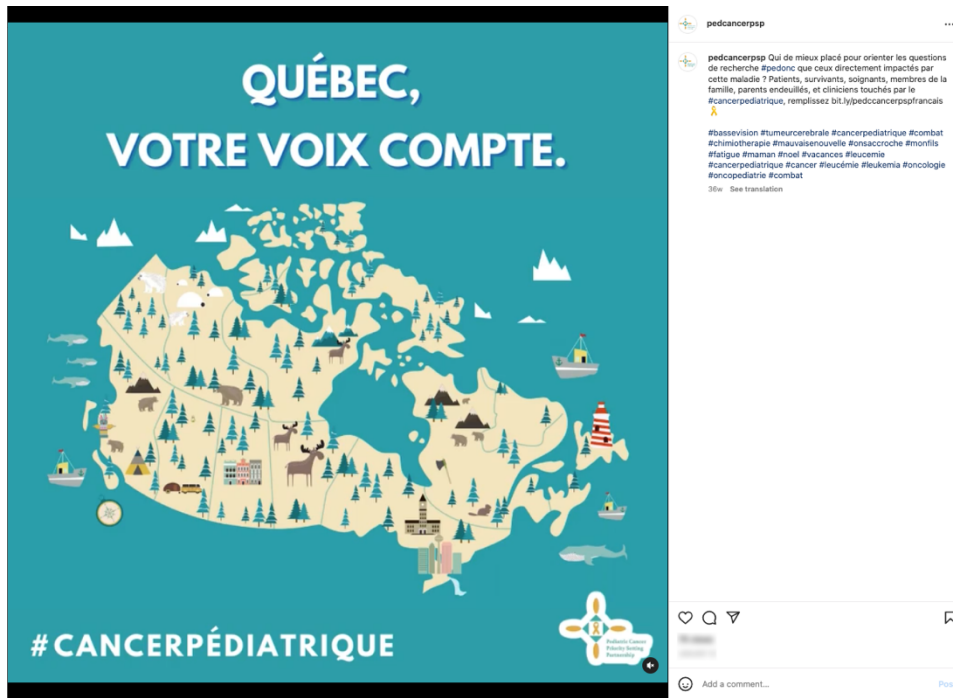 QUÉBEC,
VOTRE VOIX COMPTE.
#CANCERPÉDIATRIQUE
Pediatric Cancer
Priority Setting
Partnership
pedcancerpsp
pedcancerpsp Qui de mieux placé pour orienter les questions
de recherche #pedonc que ceux directement impactés par
cette maladie ? Patients, survivants, soignants, membres de la
famille, parents endeuillés, et cliniciens touchés par le
#cancerpediatrique, remplissez bit.ly/pedccancerpspfrancais
#bassevision #tumeurcerebrale #cancerpediatrique #combat
#chimiotherapie #mauvaisenouvelle #onsaccroche #monfils
#fatigue #maman #noel #vacances #leucemie
#cancerpediatrique #cancer #leucémie #leukemia #oncologie
#oncopediatrie #combat
36w See translation
Add a comment...
Pos